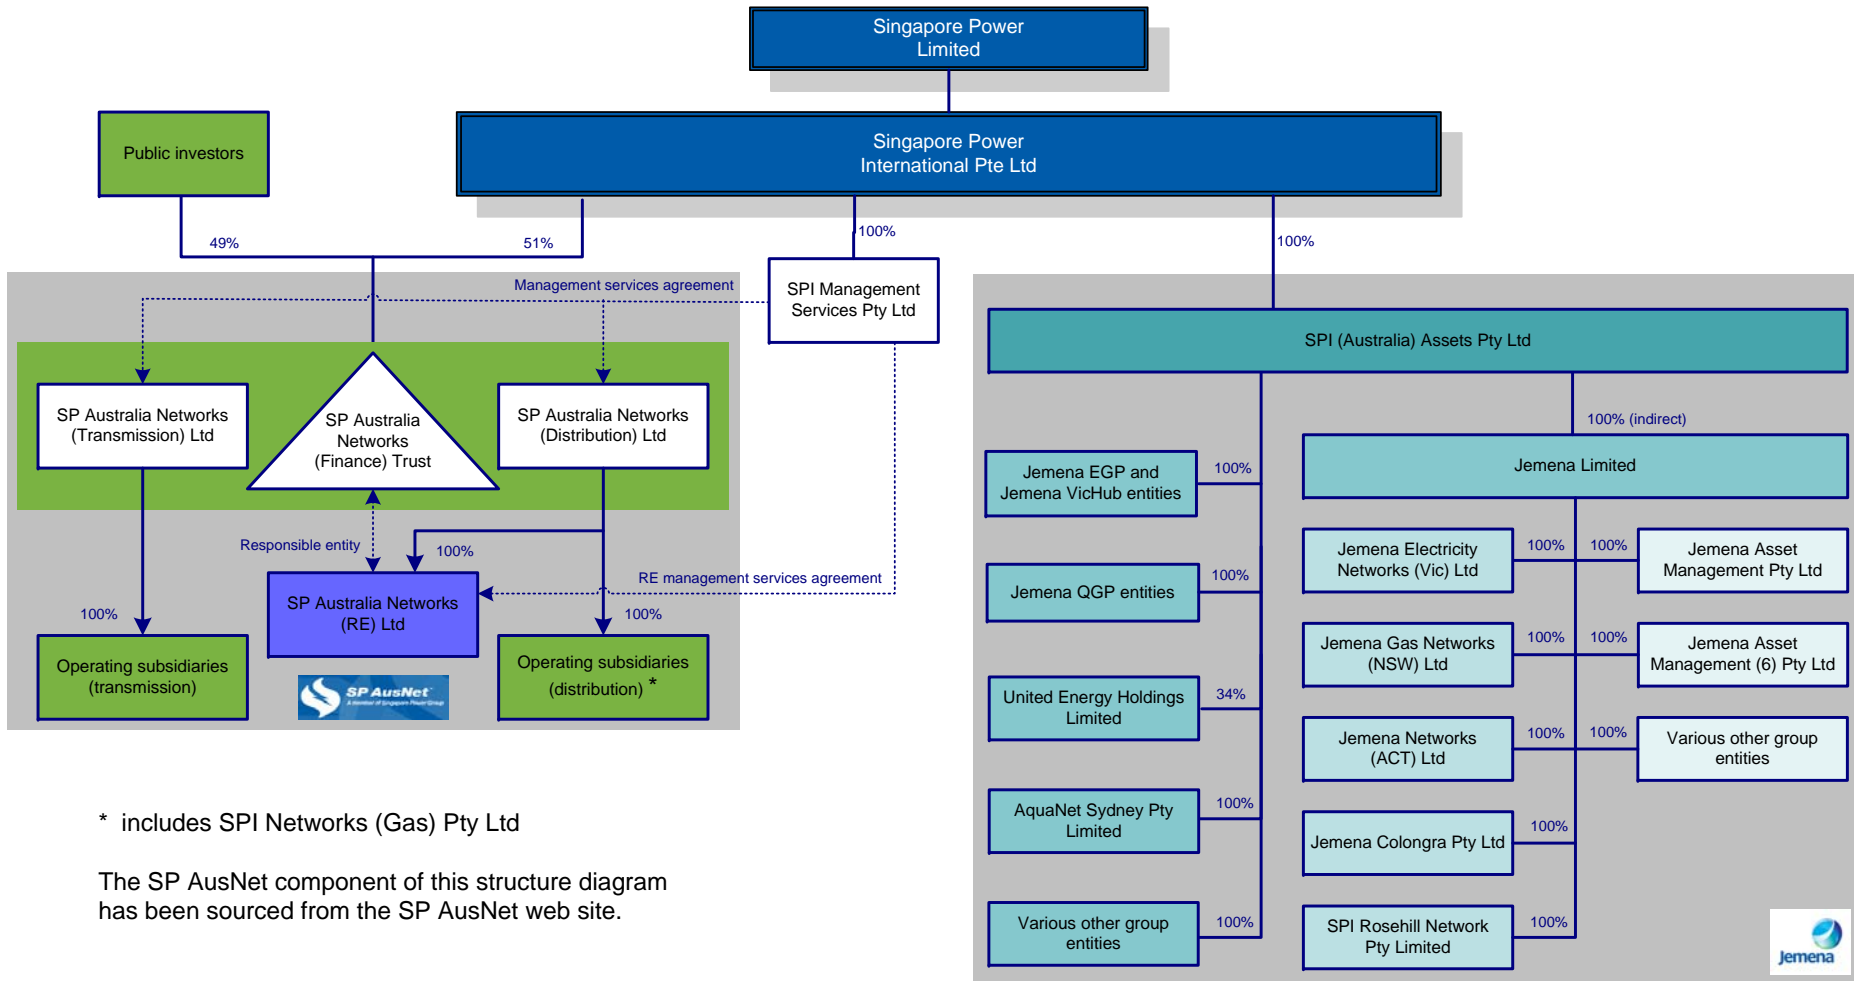 Singapore Power
Limited
Public investors
Singapore Power
International Pte Ltd
49%
51%
100%
100%
Management services agreement
SPI Management
Services Pty Ltd
SP Australia Networks
(Transmission) Ltd
SP Australia
Networks
(Finance) Trust
SP Australia Networks
(Distribution) Ltd
Responsible entity
100%
RE management services agreement
SP Australia Networks
(RE) Ltd
100%
100%
Operating subsidiaries
(transmission)
SP AusNet
A member of Singapore Power Group
Operating subsidiaries
(distribution) *
* includes SPI Networks (Gas) Pty Ltd
The SP AusNet component of this structure diagram
has been sourced from the SP AusNet web site.
SPI (Australia) Assets Pty Ltd
100% (indirect)
Jemena EGP and
Jemena VicHub entities
100%
Jemena QGP entities
100%
United Energy Holdings
Limited
34%
AquaNet Sydney Pty
Limited
100%
Various other group
entities
100%
Jemena Limited
Jemena Electricity
Networks (Vic) Ltd
100%
100%
Jemena Asset
Management Pty Ltd
Jemena Gas Networks
(NSW) Ltd
100%
100%
Jemena Asset
Management (6) Pty Ltd
Jemena Networks
(ACT) Ltd
100%
100%
Various other group
entities
Jemena Colongra Pty Ltd
100%
SPI Rosehill Network
Pty Limited
100%
Jemena